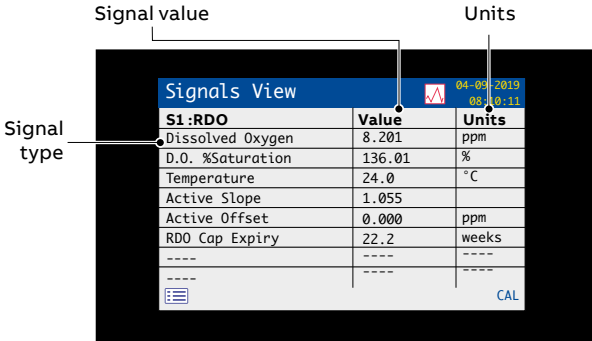 Signal value
Units
Signals View
04-09-2019
08:10:11
Signal
type
S1 :RDO Value Units
Dissolved Oxygen 8.201 ppm
D.O. %Saturation 136.01 %
Temperature 24.0 °C
Active Slope 1.055
Active Offset 0.000 ppm
RDO Cap Expiry 22.2 weeks
---- ---- ----
---- ---- ----
CAL